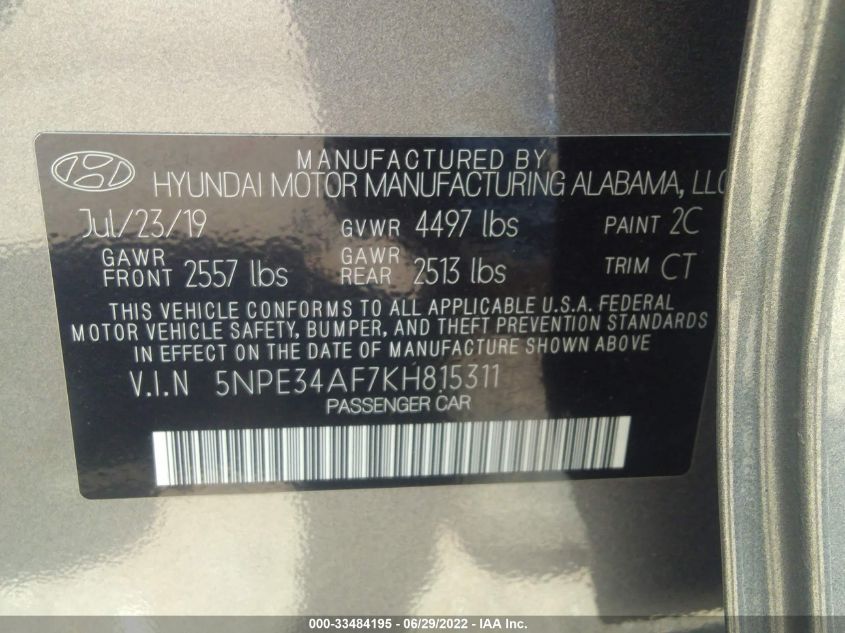 MANUFACTURED BY
HYUNDAI MOTOR MANUFACTURING ALABAMA, LLC
Jul/23/19 GVWR 4497 lbs PAINT 2C
GAWR FRONT 2557 lbs GAWR REAR 2513 lbs TRIM CT
THIS VEHICLE CONFORMS TO ALL APPLICABLE U.S.A. FEDERAL
MOTOR VEHICLE SAFETY, BUMPER, AND THEFT PREVENTION STANDARDS
IN EFFECT ON THE DATE OF MANUFACTURE SHOWN ABOVE.
V.I.N 5NPE34AF7KH815311
PASSENGER CAR
000-33484195 - 06/29/2022 - IAA Inc.